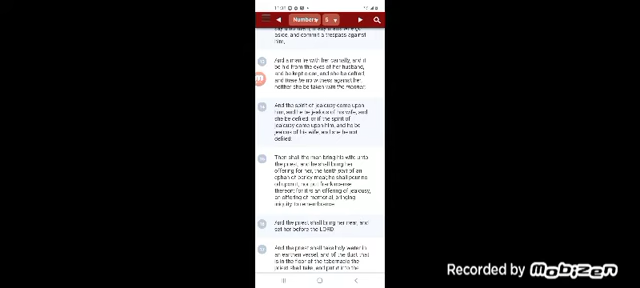 Numbers
5
aside, and commit a trespass against
him,
And a man lie with her carnally, and it
be hid from the eyes of her husband,
and be kept close, and she be defiled,
and there be no witness against her,
neither she be taken with the manner;
And the spirit of jealousy come upon
him, and he be jealous of his wife, and
she be defiled: or if the spirit of
jealousy come upon him, and he be
jealous of his wife, and she be not
defiled:
Then shall the man bring his wife unto
the priest, and he shall bring her
offering for her, the tenth part of an
ephah of barley meal; he shall pour no
oil upon it, nor put frankincense
thereon; for it is an offering of jealousy,
an offering of memorial, bringing
iniquity to remembrance.
And the priest shall bring her near, and
set her before the LORD:
And the priest shall take holy water in
an earthen vessel; and of the dust that
is in the floor of the tabernacle the
priest shall take, and put it into the
Recorded by mobizen